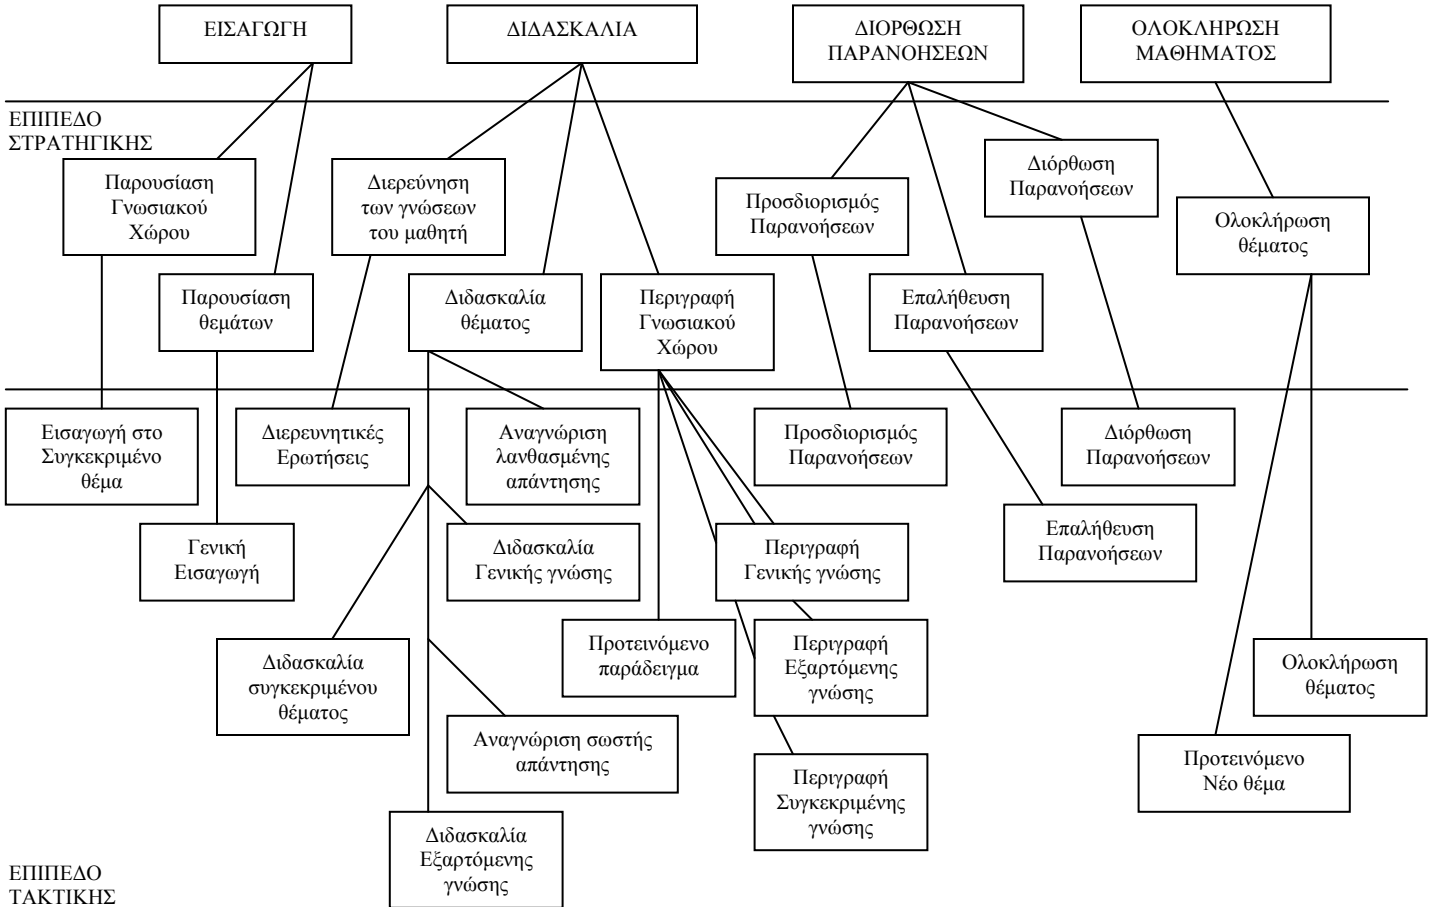 ΕΙΣΑΓΩΓΗ
ΔΙΔΑΣΚΑΛΙΑ
ΔΙΟΡΘΩΣΗ
ΠΑΡΑΝΟΗΣΕΩΝ
ΟΛΟΚΛΗΡΩΣΗ
ΜΑΘΗΜΑΤΟΣ
ΕΠΙΠΕΔΟ
ΣΤΡΑΤΗΓΙΚΗΣ
Παρουσίαση
Γνωσιακού
Χώρου
Διερεύνηση
των γνώσεων
του μαθητή
Προσδιορισμός
Παρανοήσεων
Διόρθωση
Παρανοήσεων
Ολοκλήρωση
θέματος
Παρουσίαση
θεμάτων
Διδασκαλία
θέματος
Περιγραφή
Γνωσιακού
Χώρου
Επαλήθευση
Παρανοήσεων
Εισαγωγή στο
Συγκεκριμένο
θέμα
Διερευνητικές
Ερωτήσεις
Αναγνώριση
λανθασμένης
απάντησης
Προσδιορισμός
Παρανοήσεων
Διόρθωση
Παρανοήσεων
Γενική
Εισαγωγή
Διδασκαλία
Γενικής γνώσης
Περιγραφή
Γενικής γνώσης
Επαλήθευση
Παρανοήσεων
Διδασκαλία
συγκεκριμένου
θέματος
Προτεινόμενο
παράδειγμα
Περιγραφή
Εξαρτόμενης
γνώσης
Ολοκλήρωση
θέματος
Αναγνώριση σωστής
απάντησης
Περιγραφή
Συγκεκριμένης
γνώσης
Προτεινόμενο
Νέο θέμα
Διδασκαλία
Εξαρτόμενης
γνώσης
ΕΠΙΠΕΔΟ
ΤΑΚΤΙΚΗΣ